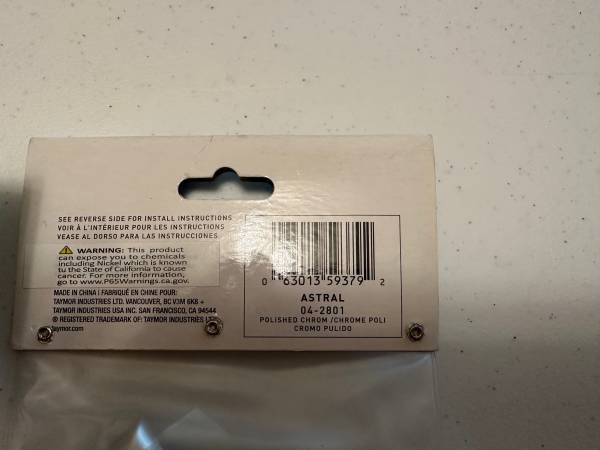 SEE REVERSE SIDE FOR INSTALL INSTRUCTIONS
VOIR À L'INTÉRIEUR POUR LES INSTRUCTIONS
VEASE AL DORSO PARA LAS INSTRUCCIONES
WARNING: This product
can expose you to chemicals
including Nickel which is known
to the State of California to cause
cancer. For more information,
go to www.P65Warnings.ca.gov.
MADE IN CHINA / FABRIQUÉ EN CHINE POUR:
TAYMOR INDUSTRIES LTD. VANCOUVER, BC V3M 6K8 +
TAYMOR INDUSTRIES USA INC. SAN FRANCISCO, CA 94544
® REGISTERED TRADEMARK OF: TAYMOR INDUSTRIES
taymor.com
0 63013 59379 2
ASTRAL
04-2801
POLISHED CHROM /CHROME POLI
CROMO PULIDO